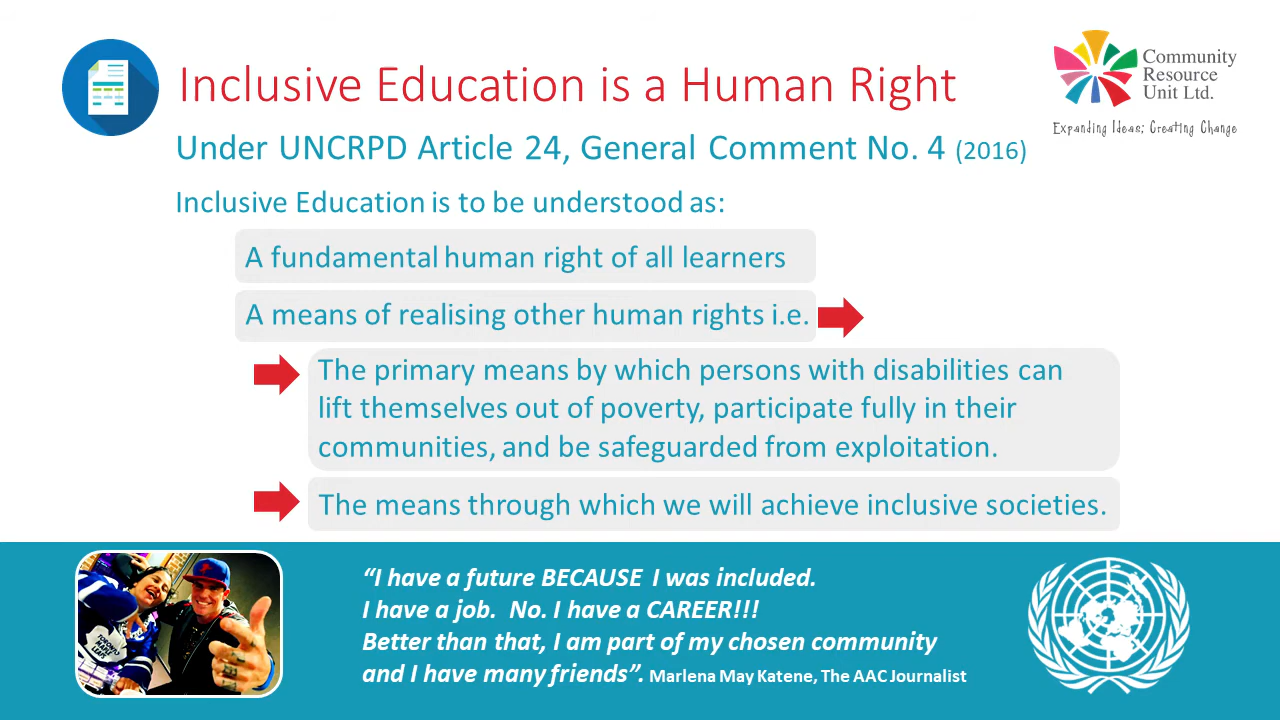 Inclusive Education is a Human Right
Community
Resource
Unit Ltd.
Expanding Ideas; Creating Change
Under UNCRPD Article 24, General Comment No. 4 (2016)
Inclusive Education is to be understood as:
A fundamental human right of all learners
A means of realising other human rights i.e.
The primary means by which persons with disabilities can
lift themselves out of poverty, participate fully in their
communities, and be safeguarded from exploitation.
The means through which we will achieve inclusive societies.
“I have a future BECAUSE I was included.
I have a job. No. I have a CAREER!!!
Better than that, I am part of my chosen community
and I have many friends”. Marlena May Katene, The AAC Journalist
TORONTO
MAPLE
LEAFS